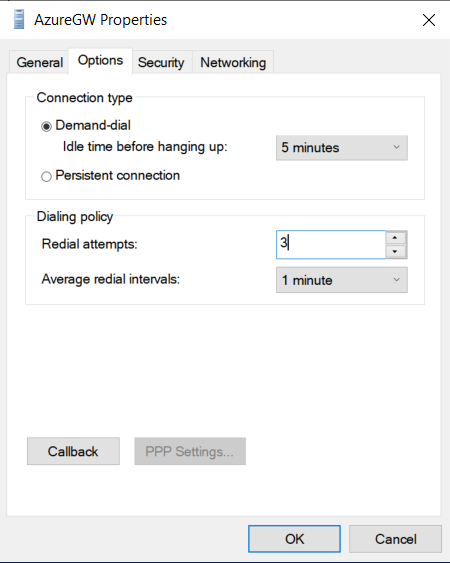 AzureGW Properties
General Options Security Networking
Connection type
Demand-dial
Idle time before hanging up: 5 minutes
Persistent connection
Dialing policy
Redial attempts: 3
Average redial intervals: 1 minute
Callback PPP Settings...
OK Cancel